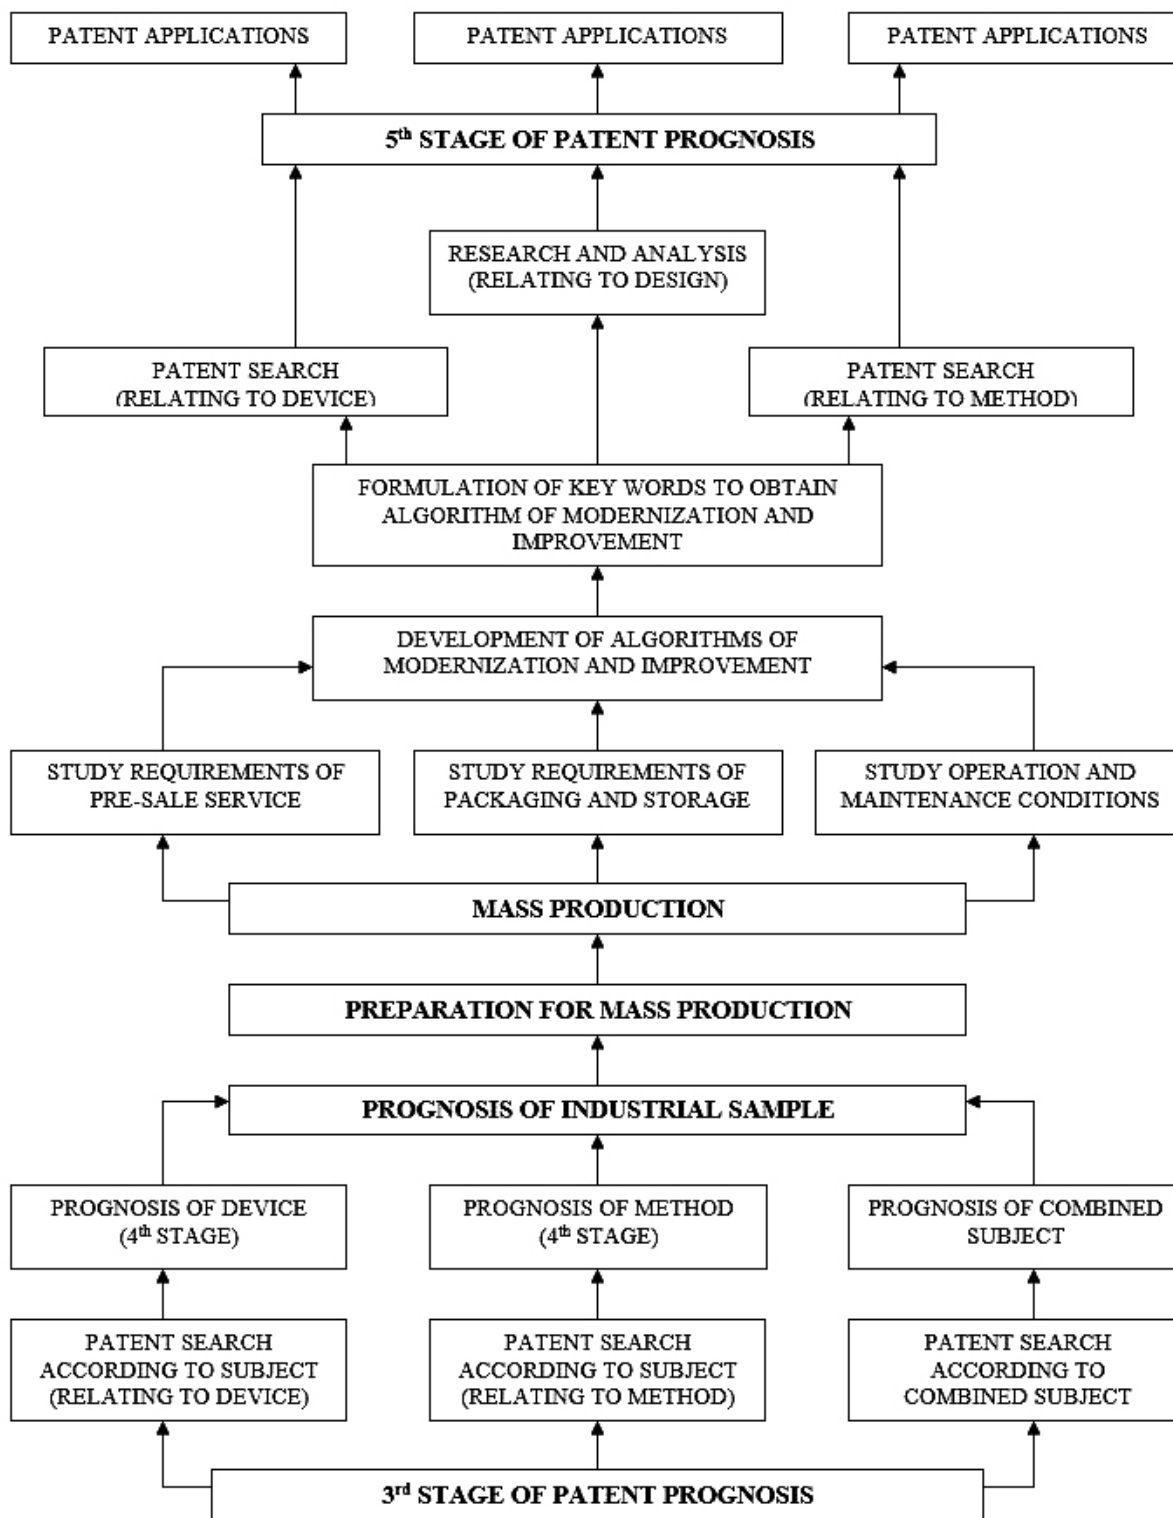 PATENT APPLICATIONS
PATENT APPLICATIONS
PATENT APPLICATIONS
5th STAGE OF PATENT PROGNOSIS
RESEARCH AND ANALYSIS
(RELATING TO DESIGN)
PATENT SEARCH
(RELATING TO DEVICE)
PATENT SEARCH
(RELATING TO METHOD)
FORMULATION OF KEY WORDS TO OBTAIN
ALGORITHM OF MODERNIZATION AND
IMPROVEMENT
DEVELOPMENT OF ALGORITHMS OF
MODERNIZATION AND IMPROVEMENT
STUDY REQUIREMENTS OF
PRE-SALE SERVICE
STUDY REQUIREMENTS OF
PACKAGING AND STORAGE
STUDY OPERATION AND
MAINTENANCE CONDITIONS
MASS PRODUCTION
PREPARATION FOR MASS PRODUCTION
PROGNOSIS OF INDUSTRIAL SAMPLE
PROGNOSIS OF DEVICE
(4th STAGE)
PROGNOSIS OF METHOD
(4th STAGE)
PROGNOSIS OF COMBINED
SUBJECT
PATENT SEARCH
ACCORDING TO SUBJECT
(RELATING TO DEVICE)
PATENT SEARCH
ACCORDING TO SUBJECT
(RELATING TO METHOD)
PATENT SEARCH
ACCORDING TO
COMBINED SUBJECT
3rd STAGE OF PATENT PROGNOSIS